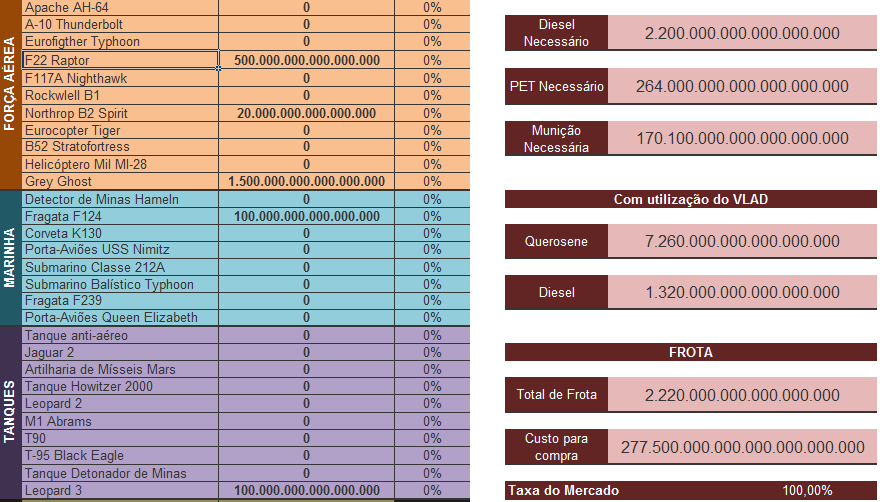 FORÇA AÉREA
Apache AH-64 0 0%
A-10 Thunderbolt 0 0%
Eurofigther Typhoon 0 0%
F22 Raptor 500.000.000.000.000.000 0%
F117A Nighthawk 0 0%
Rockwlell B1 0 0%
Northrop B2 Spirit 20.000.000.000.000.000 0%
Eurocopter Tiger 0 0%
B52 Stratofortress 0 0%
Helicóptero Mil MI-28 0 0%
Grey Ghost 1.500.000.000.000.000.000 0%
MARINHA
Detector de Minas Hameln 0 0%
Fragata F124 100.000.000.000.000.000 0%
Corveta K130 0 0%
Porta-Aviões USS Nimitz 0 0%
Submarino Classe 212A 0 0%
Submarino Balístico Typhoon 0 0%
Fragata F239 0 0%
Porta-Aviões Queen Elizabeth 0 0%
TANQUES
Tanque anti-aéreo 0 0%
Jaguar 2 0 0%
Artilharia de Mísseis Mars 0 0%
Tanque Howitzer 2000 0 0%
Leopard 2 0 0%
M1 Abrams 0 0%
T90 0 0%
T-95 Black Eagle 0 0%
Tanque Detonador de Minas 0 0%
Leopard 3 100.000.000.000.000.000 0%
Diesel
Necessário
2.200.000.000.000.000.000
PET Necessário 264.000.000.000.000.000.000
Munição
Necessária
170.100.000.000.000.000.000
Com utilização do VLAD
Querosene 7.260.000.000.000.000.000
Diesel 1.320.000.000.000.000.000
FROTA
Total de Frota 2.220.000.000.000.000.000
Custo para
compra
277.500.000.000.000.000.000.000
Taxa do Mercado 100,00%